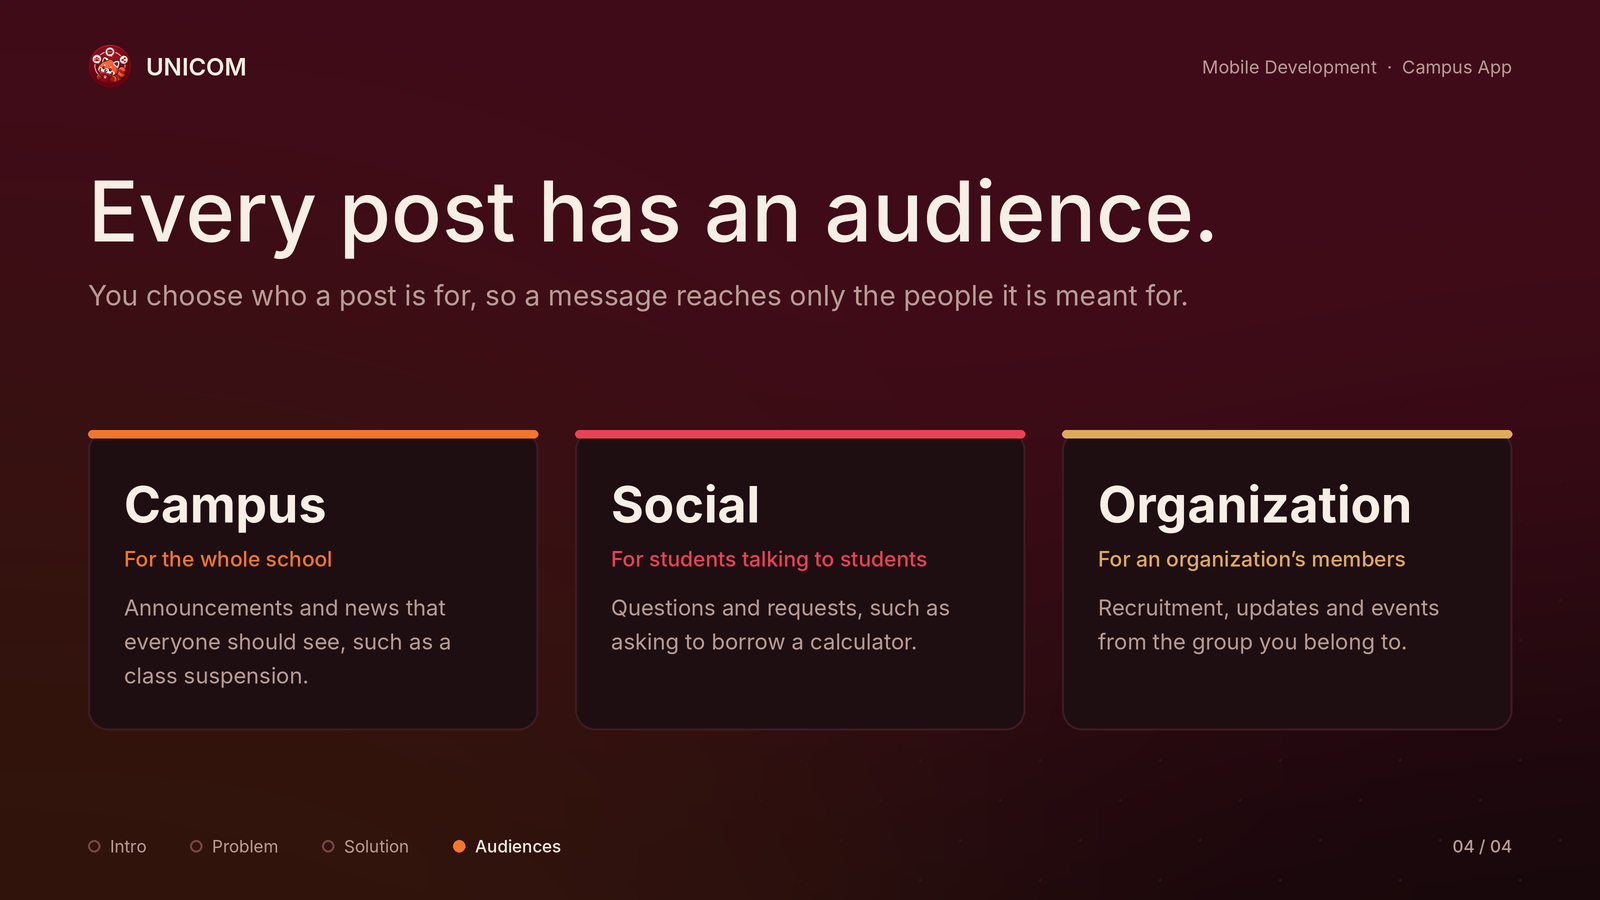 UNICOM
Mobile Development · Campus App
Every post has an audience.
You choose who a post is for, so a message reaches only the people it is meant for.
Campus
For the whole school
Announcements and news that
everyone should see, such as a
class suspension.
Social
For students talking to students
Questions and requests, such as
asking to borrow a calculator.
Organization
For an organization’s members
Recruitment, updates and events
from the group you belong to.
Intro
Problem
Solution
Audiences
04 / 04